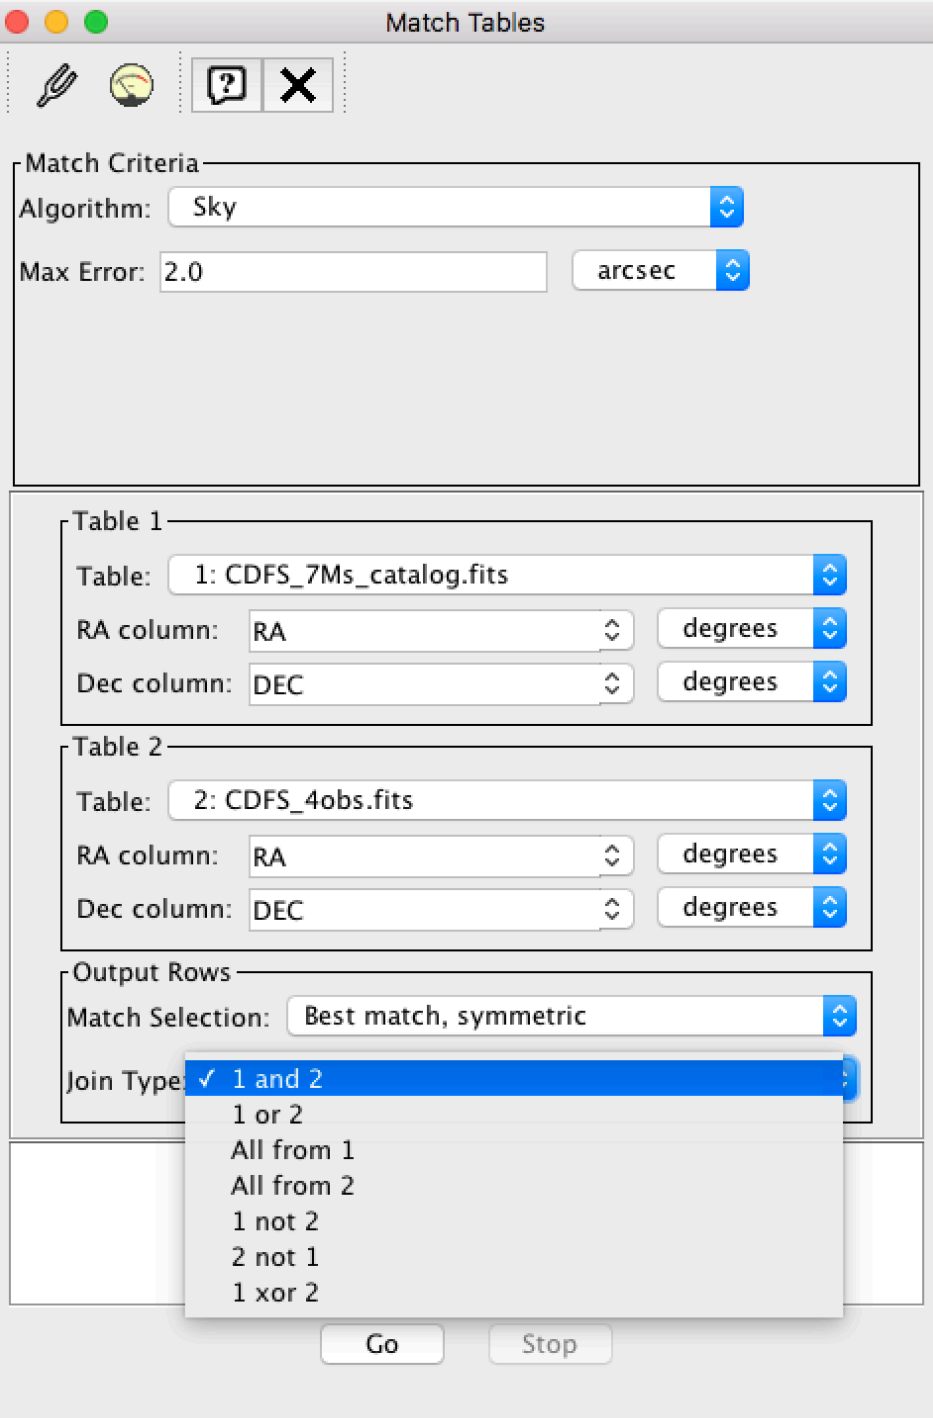 Match Tables
Match Criteria
Algorithm: Sky
Max Error: 2.0 arcsec
Table 1
Table: 1: CDFS_7Ms_catalog.fits
RA column: RA degrees
Dec column: DEC degrees
Table 2
Table: 2: CDFS_4obs.fits
RA column: RA degrees
Dec column: DEC degrees
Output Rows
Match Selection: Best match, symmetric
Join Type: ✓ 1 and 2
1 or 2
All from 1
All from 2
1 not 2
2 not 1
1 xor 2
Go Stop